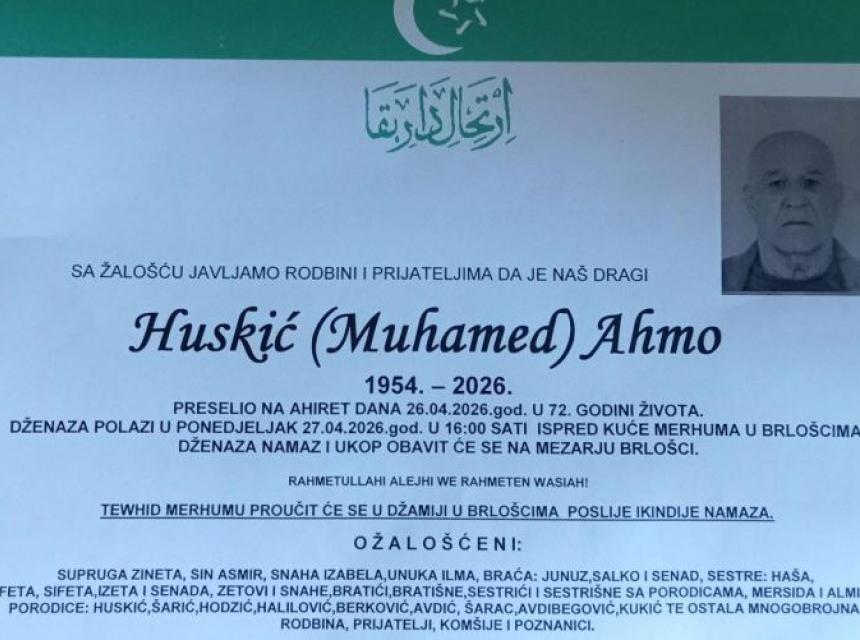 إرتحال دار بقا
SA ŽALOŠĆU JAVLJAMO RODBINI I PRIJATELJIMA DA JE NAŠ DRAGI
Huskić (Muhamed) Ahmo
1954. – 2026.
PRESELIO NA AHIRET DANA 26.04.2026.god. U 72. GODINI ŽIVOTA.
DŽENAZA POLAZI U PONEDJELJAK 27.04.2026.god. U 16:00 SATI ISPRED KUĆE MERHUMA U BRLOŠCIMA
DŽENAZA NAMAZ I UKOP OBAVIT ĆE SE NA MEZARJU BRLOŠCI.
RAHMETULLAHI ALEJHI WE RAHMETEN WASIAH!
TEWHID MERHUMU PROUČIT ĆE SE U DŽAMIJI U BRLOŠCIMA POSLIJE IKINDIJE NAMAZA.
OŽALOŠĆENI:
SUPRUGA ZINETA, SIN ASMIR, SNAHA IZABELA,UNUKA ILMA, BRAĆA: JUNUZ,SALKO I SENAD, SESTRE: HAŠA,
FETA, SIFETA,IZETA I SENADA, ZETOVI I SNAHE,BRATIĆI,BRATIŠNE,SESTRIĆI I SESTRIŠNE SA PORODICAMA, MERSIDA I ALMI
PORODICE: HUSKIĆ,ŠARIĆ,HODZIĆ,HALILOVIĆ,BERKOVIĆ,AVDIĆ, ŠARAC,AVDIBEGOVIĆ,KUKIĆ TE OSTALA MNOGOBROJNA
RODBINA, PRIJATELJI, KOMŠIJE I POZNANICI.